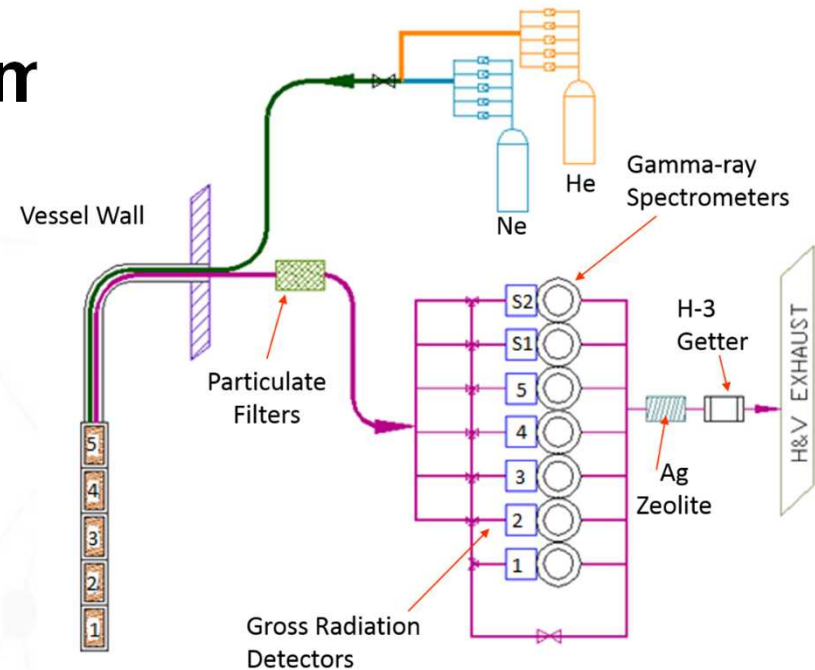 m
He
Ne
Gamma-ray
Spectrometers
Vessel Wall
Particulate
Filters
S2
S1
5
4
3
2
1
H-3
Getter
Ag
Zeolite
H&V EXHAUST
5
4
3
2
1
Gross Radiation
Detectors